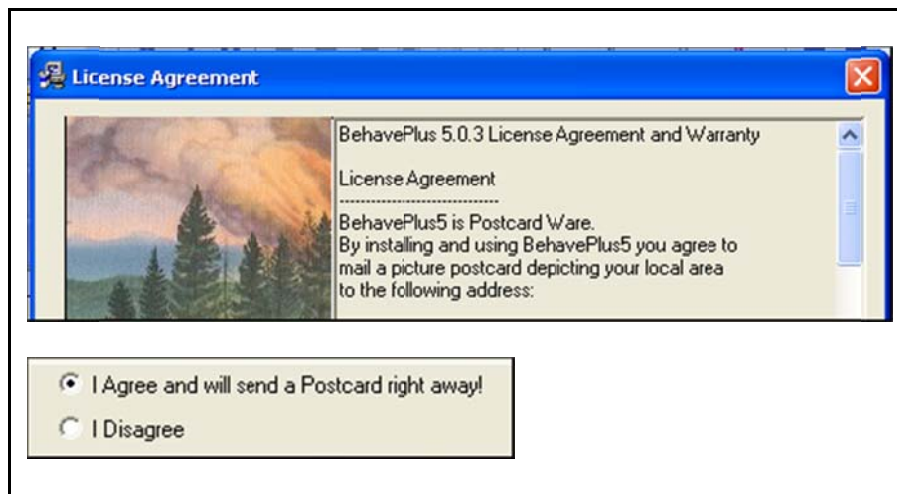 License Agreement
BehavePlus 5.0.3 License Agreement and Warranty
License Agreement
------------------------------
BehavePlus5 is Postcard Ware.
By installing and using BehavePlus5 you agree to
mail a picture postcard depicting your local area
to the following address:
I Agree and will send a Postcard right away!
I Disagree